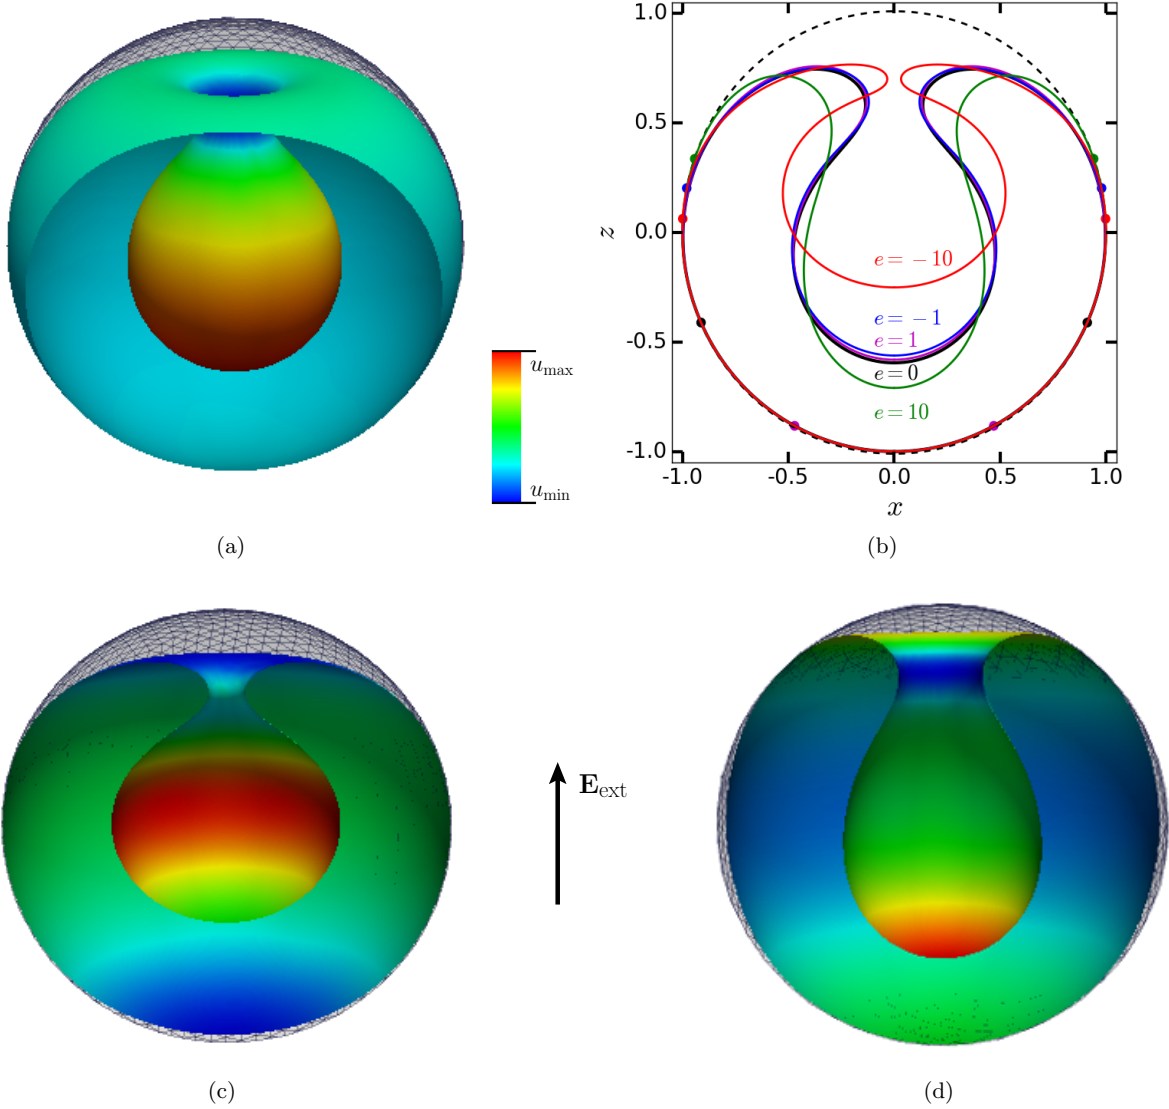 u_max
u_min
(a)
1.0
0.5
0.0
-0.5
-1.0
z
e = −10
e = −1
e = 1
e = 0
e = 10
-1.0 -0.5 0.0 0.5 1.0
x
(b)
E_ext
(c)
(d)